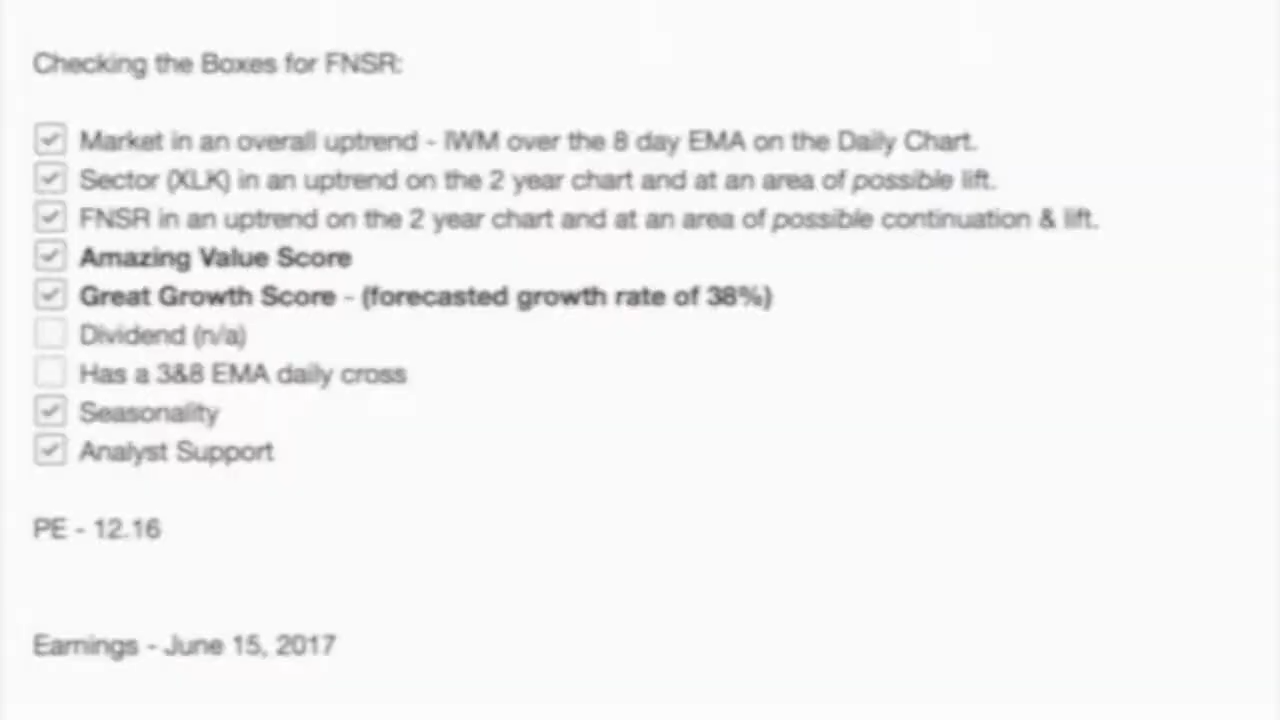 Checking the Boxes for FNSR:
Market in an overall uptrend - IWM over the 8 day EMA on the Daily Chart.
Sector (XLK) in an uptrend on the 2 year chart and at an area of possible lift.
FNSR in an uptrend on the 2 year chart and at an area of possible continuation & lift.
Amazing Value Score
Great Growth Score - (forecasted growth rate of 38%)
Dividend (n/a)
Has a 3&8 EMA daily cross
Seasonality
Analyst Support
PE - 12.16
Earnings - June 15, 2017